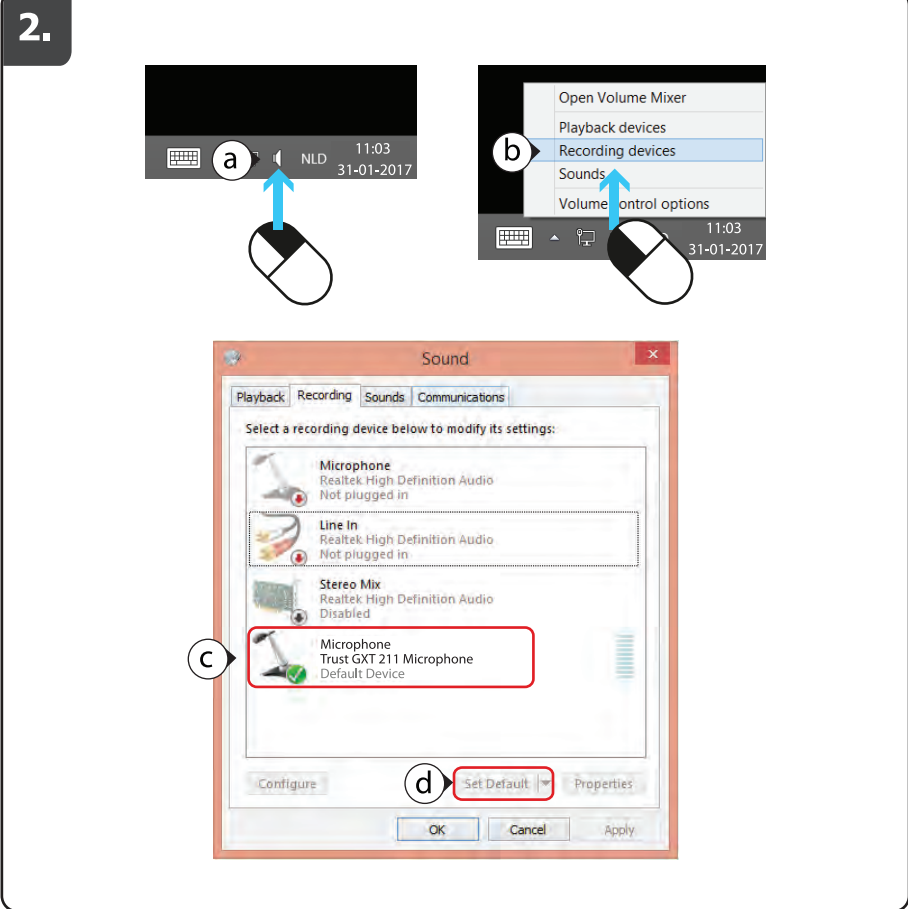 2.
a
NLD
11:03
31-01-2017
Open Volume Mixer
Playback devices
b
Recording devices
Sounds
Volume control options
11:03
31-01-2017
Sound
Playback
Recording
Sounds
Communications
Select a recording device below to modify its settings:
Microphone
Realtek High Definition Audio
Not plugged in
Line In
Realtek High Definition Audio
Not plugged in
Stereo Mix
Realtek High Definition Audio
Disabled
c
Microphone
Trust GXT 211 Microphone
Default Device
Configure
d
Set Default
Properties
OK
Cancel
Apply